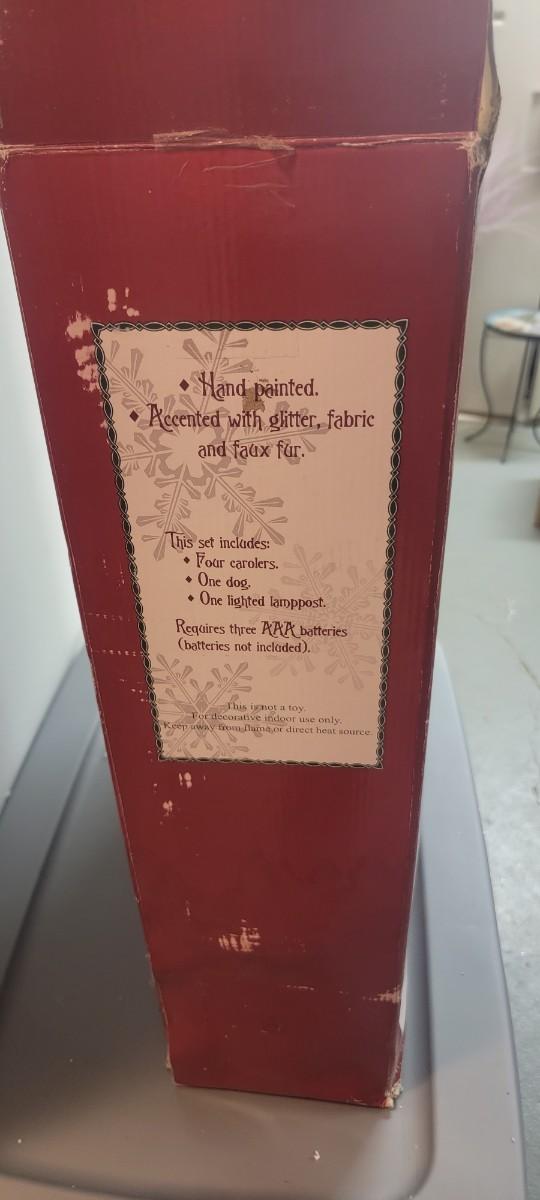 ♦ Hand painted.
♦ Accented with glitter, fabric
and faux fur.
This set includes:
♦ Four carolers.
♦ One dog.
♦ One lighted lamppost.
Requires three AAA batteries
(batteries not included).
This is not a toy.
For decorative indoor use only.
Keep away from flame or direct heat source.